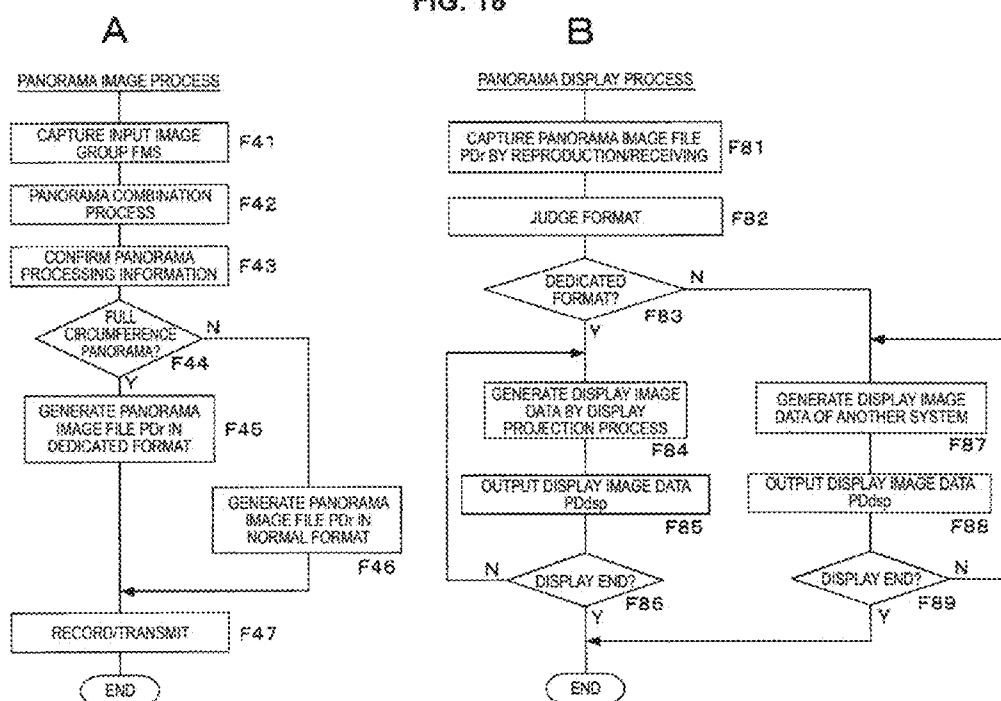 FIG. 18
A
PANORAMA IMAGE PROCESS
CAPTURE INPUT IMAGE
GROUP FMS
F41
PANORAMA COMBINATION
PROCESS
F42
CONFIRM PANORAMA
PROCESSING INFORMATION
F43
FULL
CIRCUMFERENCE
PANORAMA?
N
F44
Y
GENERATE PANORAMA
IMAGE FILE PDr IN
DEDICATED FORMAT
F45
GENERATE PANORAMA
IMAGE FILE PDr IN
NORMAL FORMAT
F46
RECORD/TRANSMIT
F47
END
B
PANORAMA DISPLAY PROCESS
CAPTURE PANORAMA IMAGE FILE
PDr BY REPRODUCTION/RECEIVING
F81
JUDGE FORMAT
F82
DEDICATED
FORMAT?
N
F83
Y
GENERATE DISPLAY IMAGE
DATA BY DISPLAY
PROJECTION PROCESS
F84
OUTPUT DISPLAY IMAGE DATA
PDdsp
F85
N
DISPLAY END?
F86
Y
GENERATE DISPLAY IMAGE
DATA OF ANOTHER SYSTEM
F87
OUTPUT DISPLAY IMAGE DATA
PDdsp
F88
DISPLAY END?
N
F89
Y
END